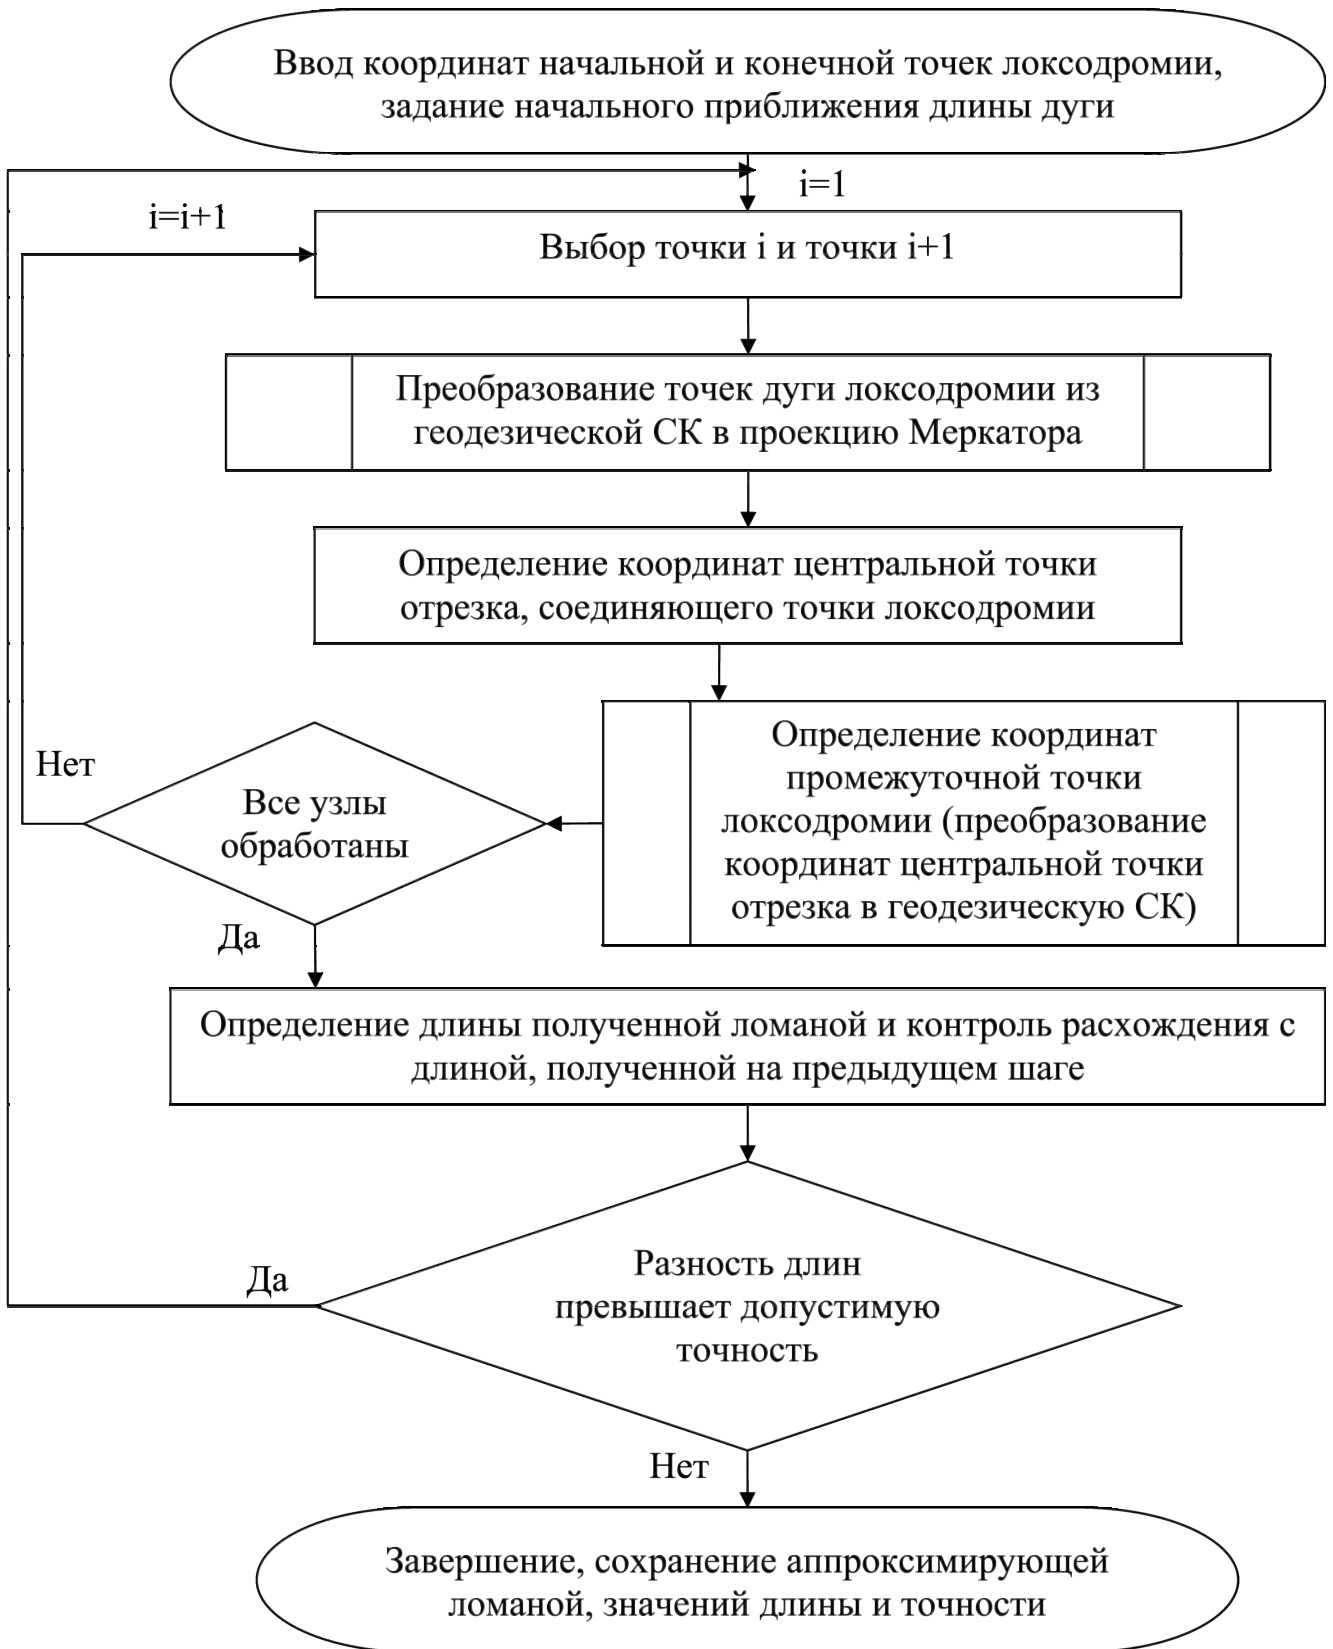 Ввод координат начальной и конечной точек локсодромии,
задание начального приближения длины дуги
i=1
i=i+1
Выбор точки i и точки i+1
Преобразование точек дуги локсодромии из
геодезической СК в проекцию Меркатора
Определение координат центральной точки
отрезка, соединяющего точки локсодромии
Определение координат
промежуточной точки
локсодромии (преобразование
координат центральной точки
отрезка в геодезическую СК)
Нет
Все узлы
обработаны
Да
Определение длины полученной ломаной и контроль расхождения с
длиной, полученной на предыдущем шаге
Да
Разность длин
превышает допустимую
точность
Нет
Завершение, сохранение аппроксимирующей
ломаной, значений длины и точности